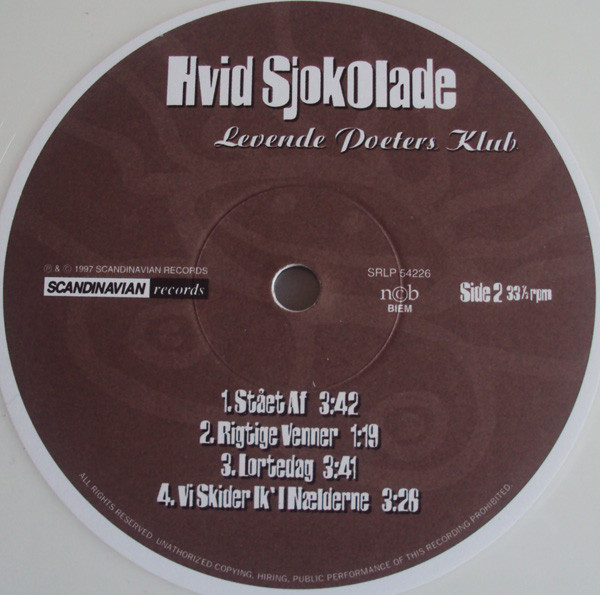 Hvid Sjokolade
Levende Poeters Klub
℗ & © 1997 SCANDINAVIAN RECORDS
SCANDINAVIAN records
SRLP 54226
ncb
BIEM
Side 2 33⅓ rpm
1. Stået Af 3:42
2. Rigtige Venner 1:19
3. Lortedag 3:41
4. Vi Skider Ik' I Nælderne 3:26
ALL RIGHTS RESERVED. UNAUTHORIZED COPYING, HIRING, PUBLIC PERFORMANCE OF THIS RECORDING PROHIBITED.